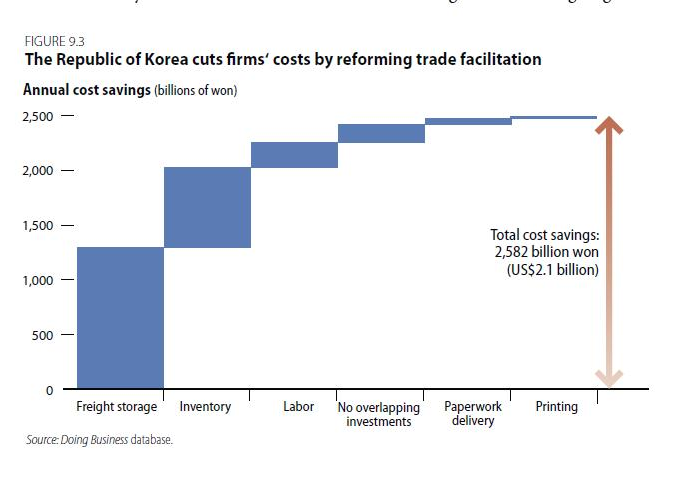 FIGURE 9.3
The Republic of Korea cuts firms‘ costs by reforming trade facilitation
Annual cost savings (billions of won)
2,500
2,000
1,500
1,000
500
0
Total cost savings:
2,582 billion won
(US$2.1 billion)
Freight storage
Inventory
Labor
No overlapping
investments
Paperwork
delivery
Printing
Source: Doing Business database.